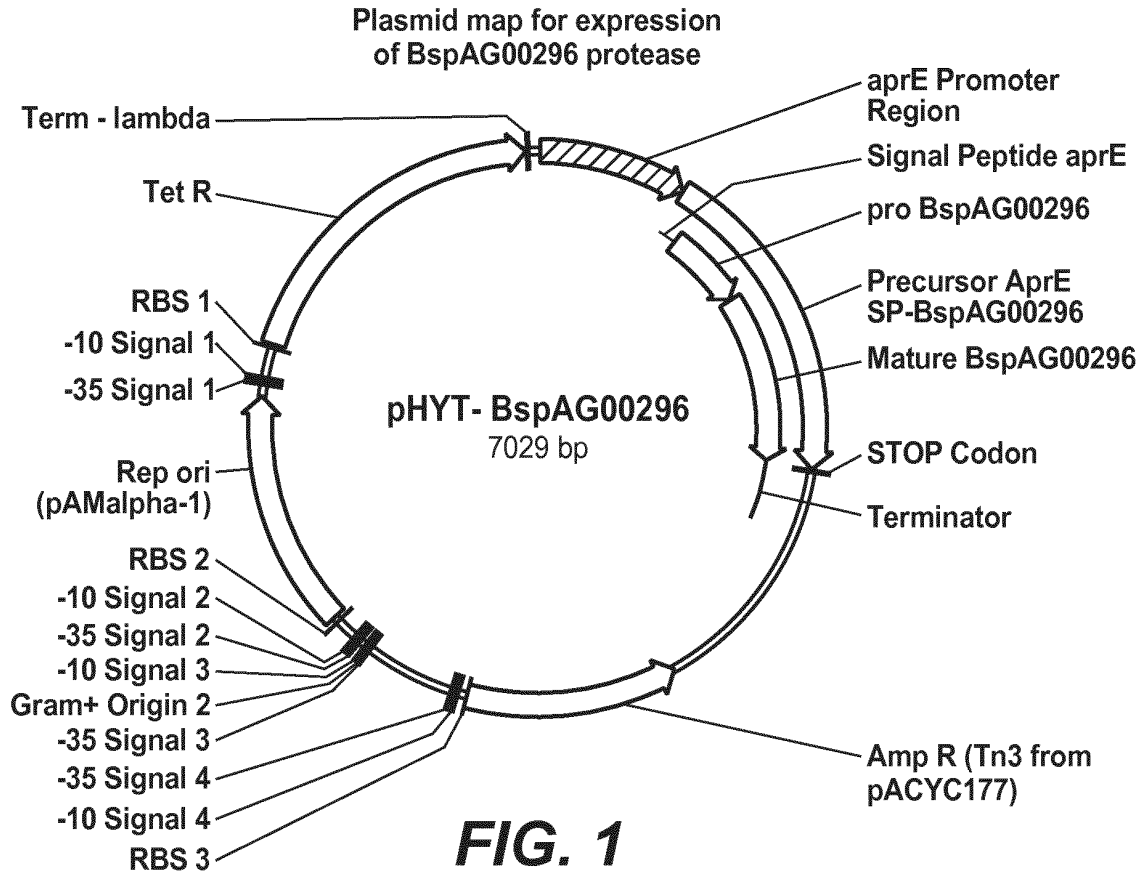 Plasmid map for expression
of BspAG00296 protease
Term - lambda
Tet R
RBS 1
-10 Signal 1
-35 Signal 1
Rep ori
(pAMalpha-1)
RBS 2
-10 Signal 2
-35 Signal 2
-10 Signal 3
Gram+ Origin 2
-35 Signal 3
-35 Signal 4
-10 Signal 4
RBS 3
pHYT- BspAG00296
7029 bp
aprE Promoter
Region
Signal Peptide aprE
pro BspAG00296
Precursor AprE
SP-BspAG00296
Mature BspAG00296
STOP Codon
Terminator
Amp R (Tn3 from
pACYC177)
FIG. 1